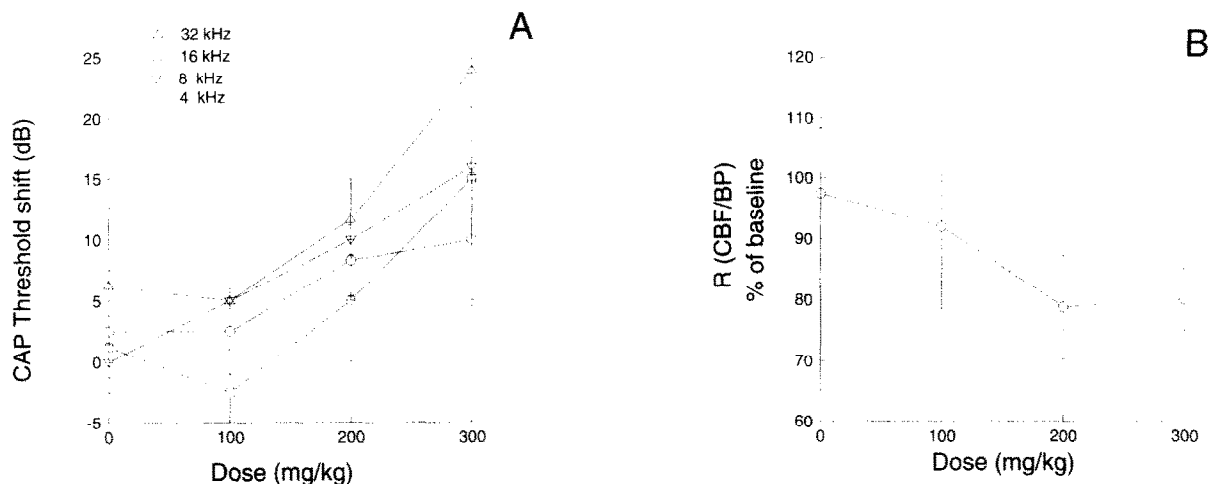 A
32 kHz
16 kHz
8 kHz
4 kHz
CAP Threshold shift (dB)
25
20
15
10
5
0
-5
0 100 200 300
Dose (mg/kg)
B
R (CBF/BP)
% of baseline
120
110
100
90
80
70
60
0 100 200 300
Dose (mg/kg)